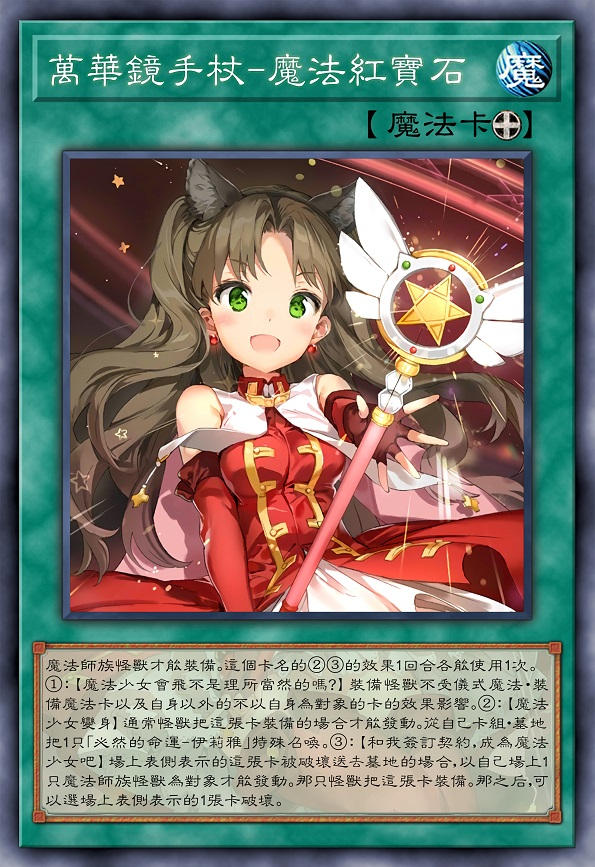 萬華鏡手杖-魔法紅寶石
魔
【魔法卡】
魔法師族怪獸才能裝備。這個卡名的②③的效果1回合各能使用1次。
①:【魔法少女會飛不是理所當然的嗎?】裝備怪獸不受儀式魔法·裝
備魔法卡以及自身以外的不以自身為對象的卡的效果影響。②:【魔法
少女變身】通常怪獸把這張卡裝備的場合才能發動。從自己卡組·墓地
把1只「必然的命運-伊莉雅」特殊召喚。③:【和我簽訂契約,成為魔法
少女吧】場上表側表示的這張卡被破壞送去墓地的場合,以自己場上1
只魔法師族怪獸為對象才能發動。那只怪獸把這張卡裝備。那之后,可
以選場上表側表示的1張卡破壞。